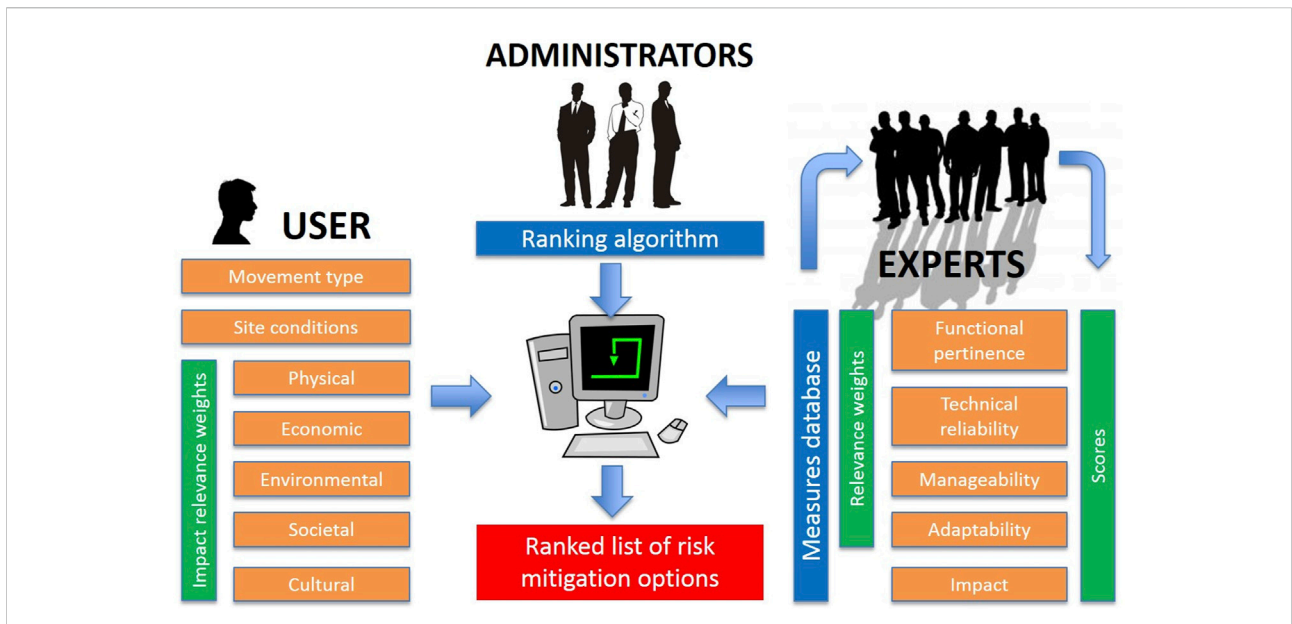 ADMINISTRATORS
USER
Movement type
Site conditions
Impact relevance weights
Physical
Economic
Environmental
Societal
Cultural
Ranking algorithm
Ranked list of risk
mitigation options
EXPERTS
Measures database
Relevance weights
Functional
pertinence
Technical
reliability
Manageability
Adaptability
Impact
Scores